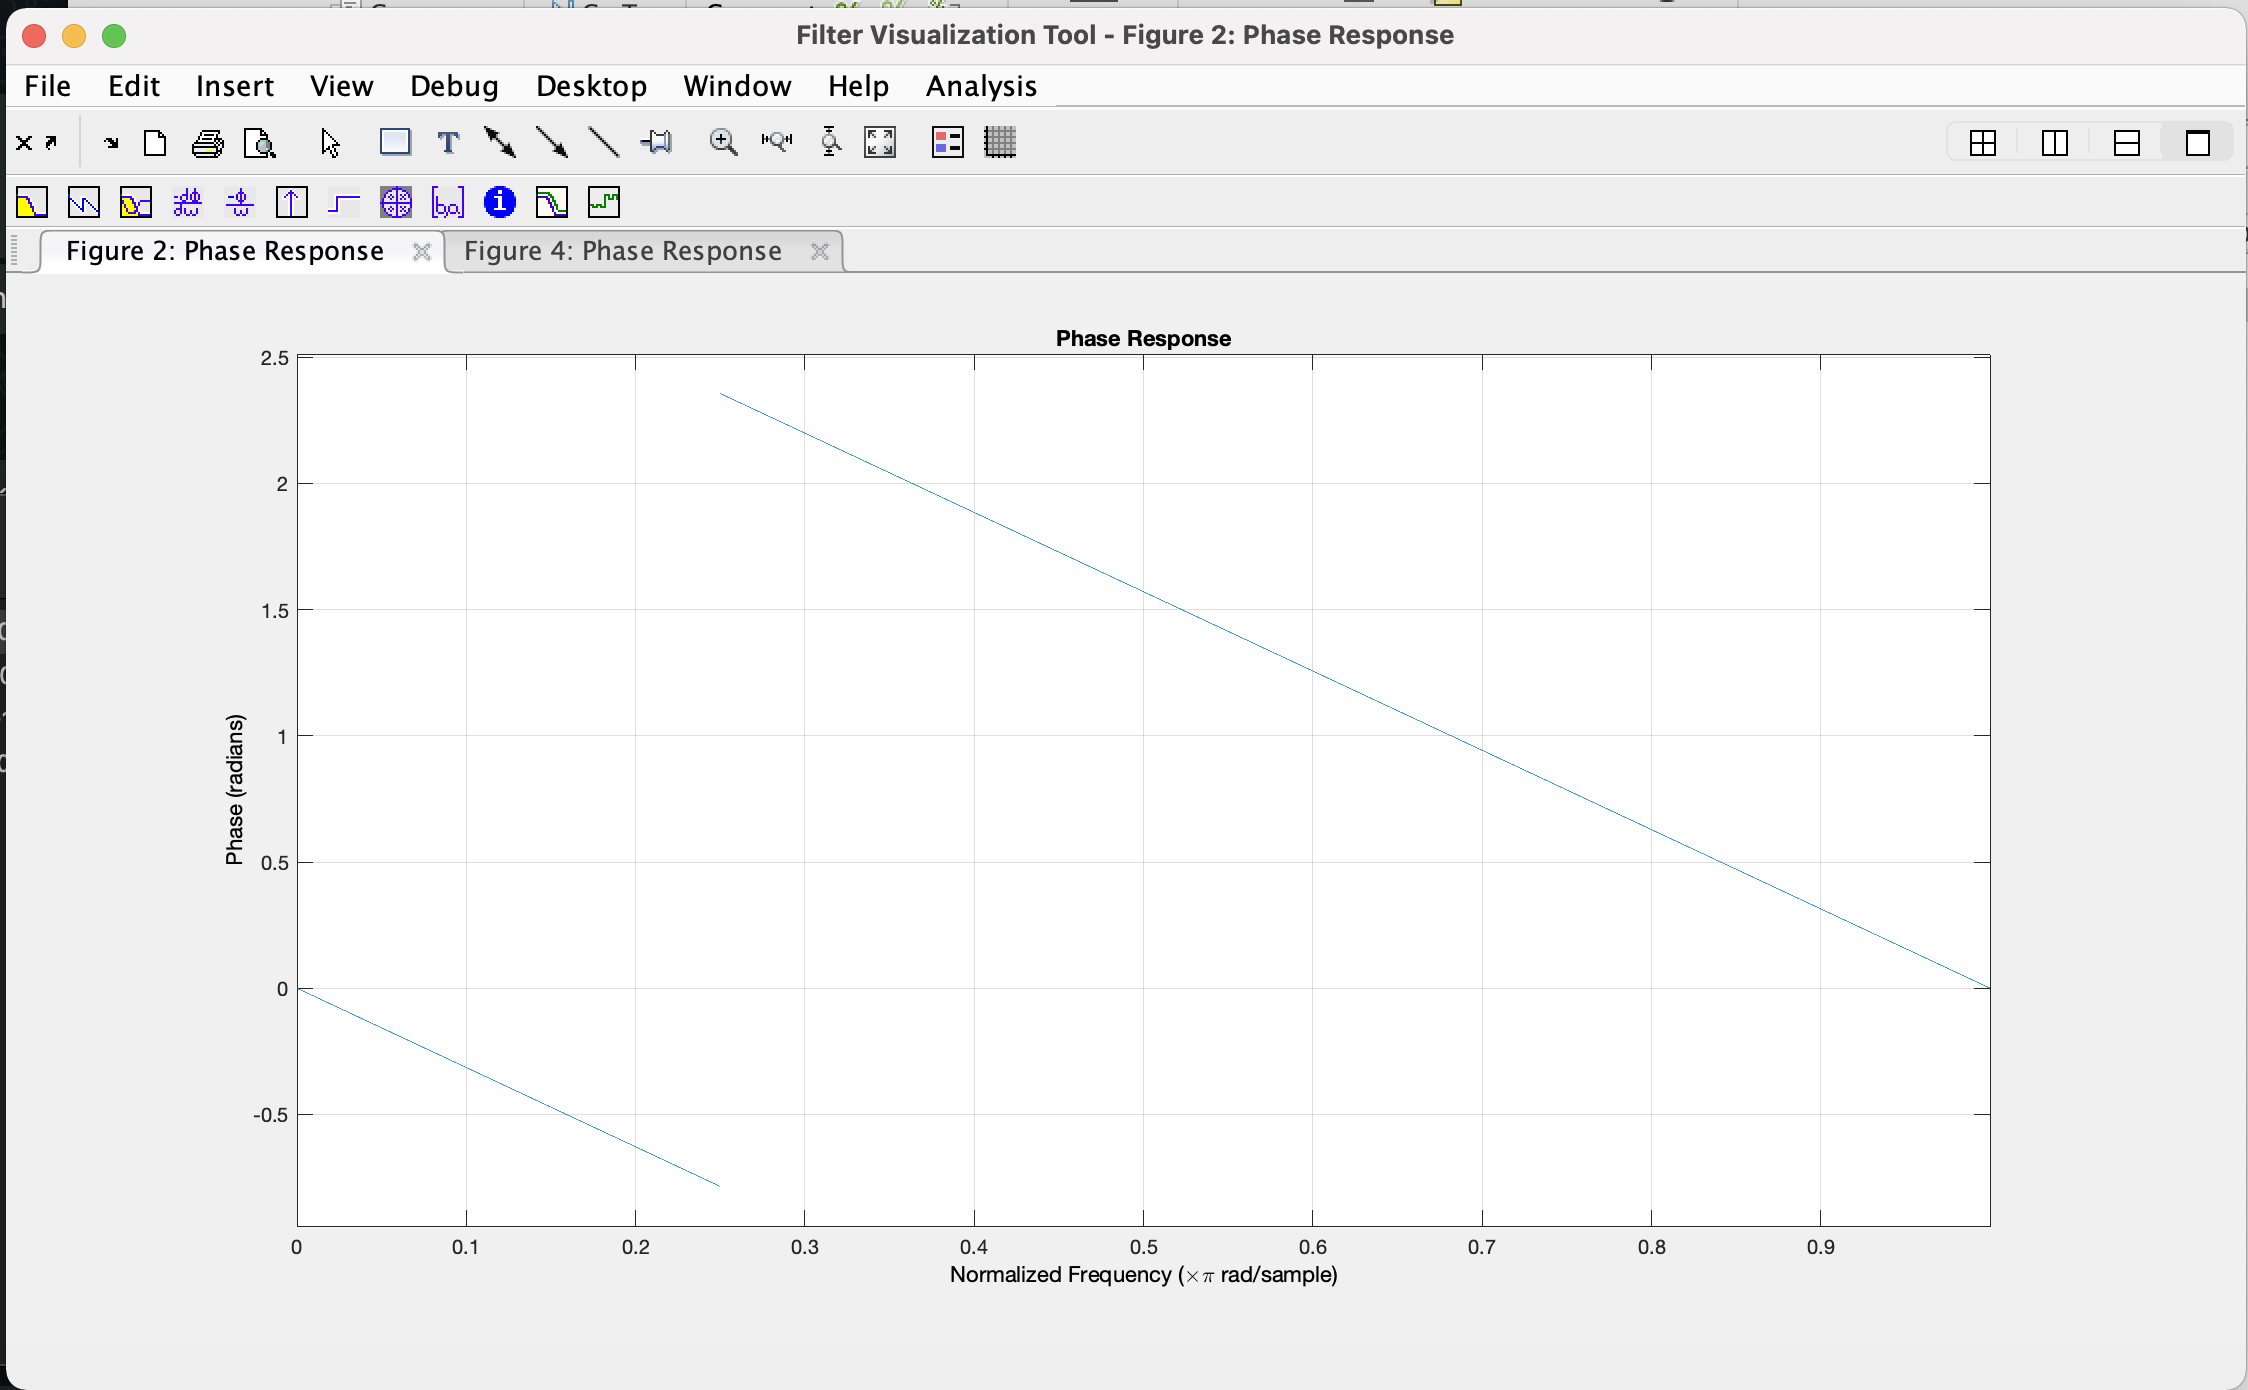 Filter Visualization Tool - Figure 2: Phase Response
File Edit Insert View Debug Desktop Window Help Analysis
Figure 2: Phase Response
Figure 4: Phase Response
Phase Response
2.5
2
1.5
1
0.5
0
-0.5
Phase (radians)
0 0.1 0.2 0.3 0.4 0.5 0.6 0.7 0.8 0.9
Normalized Frequency (×π rad/sample)